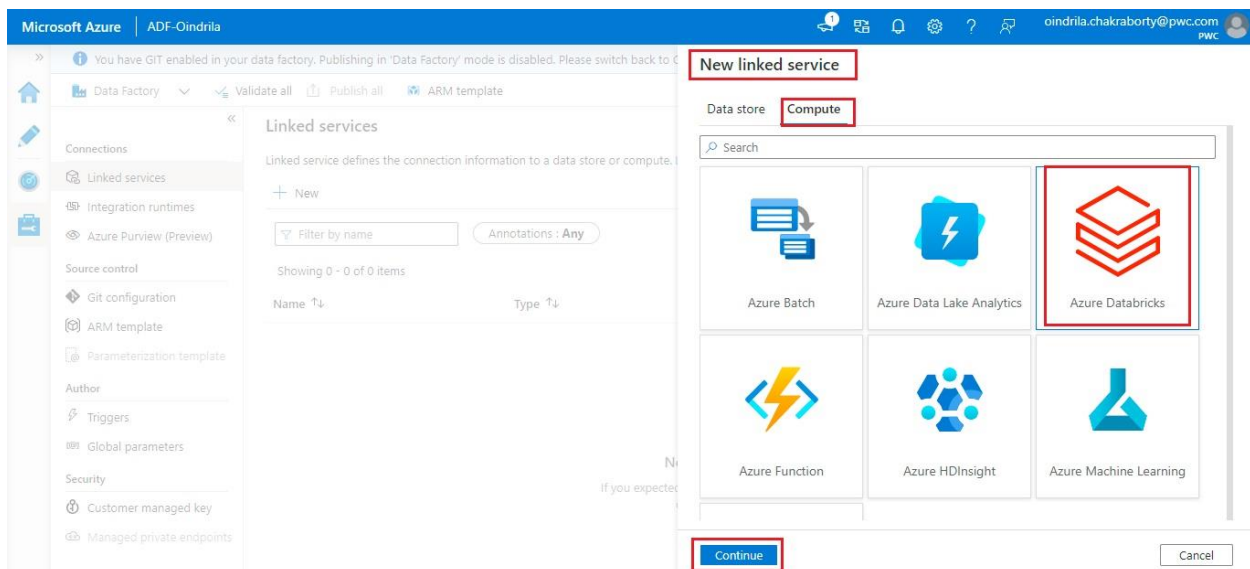 Microsoft Azure | ADF-Oindrila
1
oindrila.chakraborty@pwc.com
PWC
You have GIT enabled in your data factory. Publishing in 'Data Factory' mode is disabled. Please switch back to
Data Factory
Validate all
Publish all
ARM template
Connections
Linked services
Integration runtimes
Azure Purview (Preview)
Source control
Git configuration
ARM template
Parameterization template
Author
Triggers
Global parameters
Security
Customer managed key
Managed private endpoints
Linked services
Linked service defines the connection information to a data store or compute.
New
Filter by name
Annotations : Any
Showing 0 - 0 of 0 items
Name
Type
If you expected
New linked service
Data store
Compute
Search
Azure Batch
Azure Data Lake Analytics
Azure Databricks
Azure Function
Azure HDInsight
Azure Machine Learning
Continue
Cancel